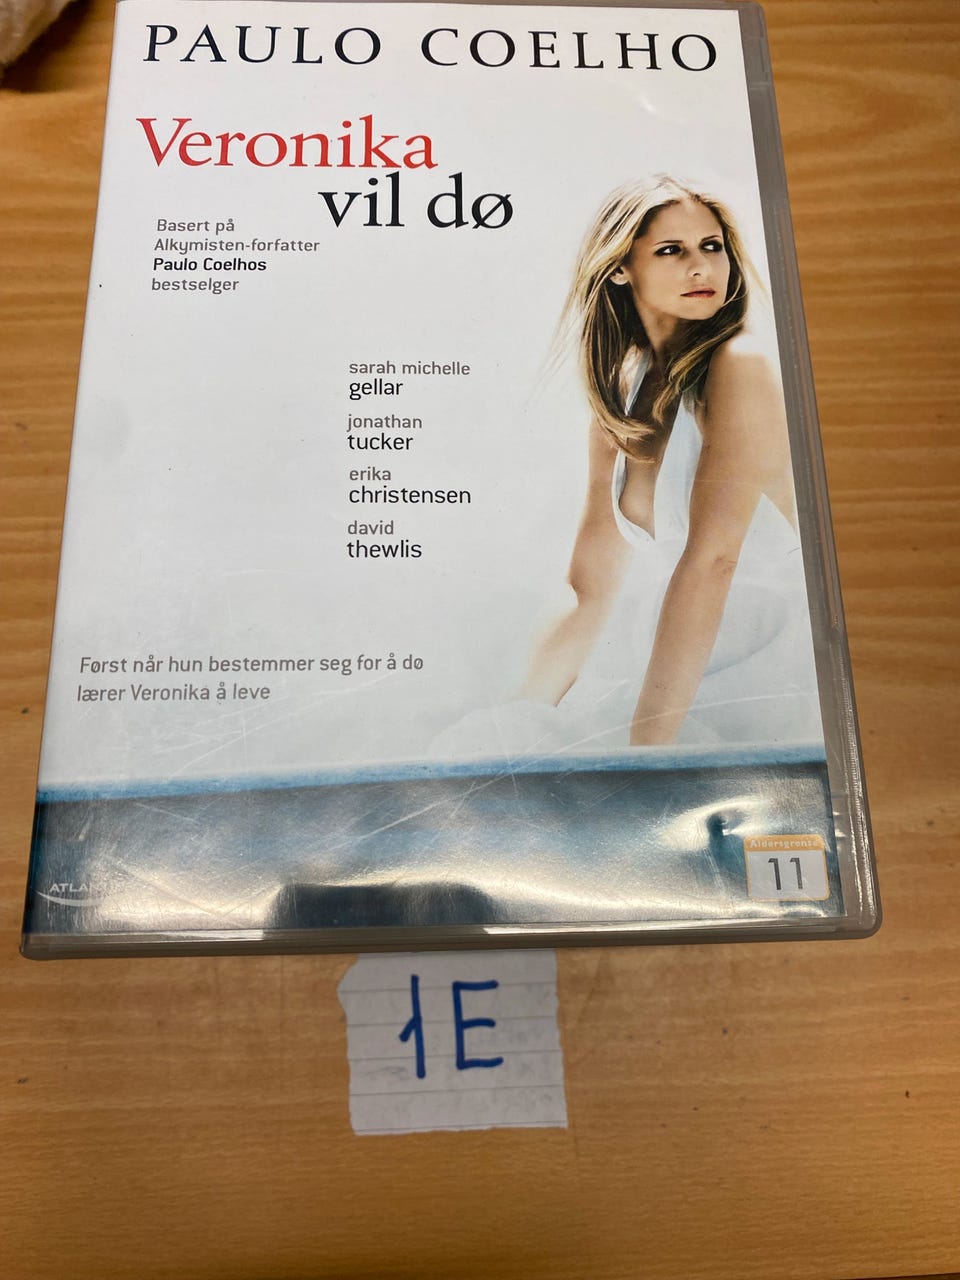 PAULO COELHO
Veronika
vil dø
Basert på
Alkymisten-forfatter
Paulo Coelhos
bestselger
sarah michelle
gellar
jonathan
tucker
erika
christensen
david
thewlis
Først når hun bestemmer seg for å dø
lærer Veronika å leve
Aldersgrense
11
1E